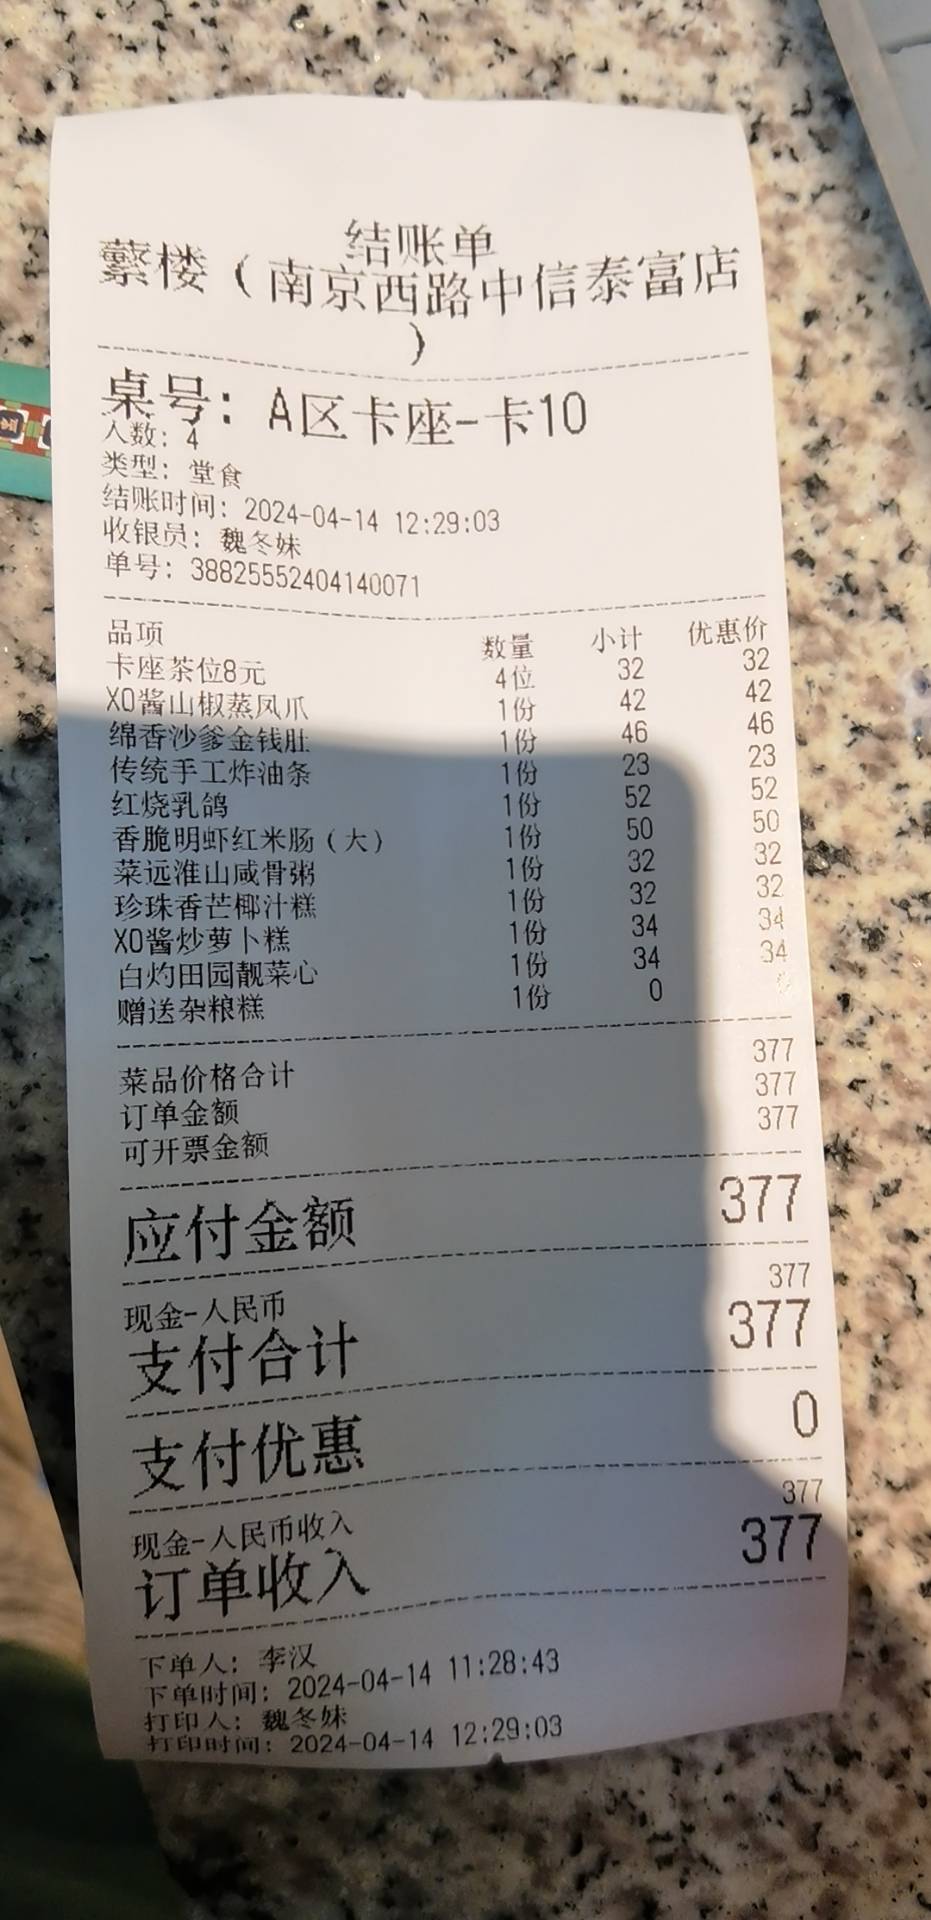 结账单
蘩楼（南京西路中信泰富店
）
桌号：A区卡座-卡10
人数：4
类型：堂食
结账时间：2024-04-14 12:29:03
收银员：魏冬妹
单号：38825552404140071
品项 数量 小计 优惠价
卡座茶位8元 4位 32 32
XO酱山椒蒸凤爪 1份 42 42
绵香沙爹金钱肚 1份 46 46
传统手工炸油条 1份 23 23
红烧乳鸽 1份 52 52
香脆明虾红米肠（大） 1份 50 50
菜远淮山咸骨粥 1份 32 32
珍珠香芒椰汁糕 1份 32 32
XO酱炒萝卜糕 1份 34 34
白灼田园靓菜心 1份 34 34
赠送杂粮糕 1份 0 0
菜品价格合计 377
订单金额 377
可开票金额 377
应付金额 377
现金-人民币 377
支付合计 377
支付优惠 0
现金-人民币收入 377
订单收入 377
下单人：李汉
下单时间：2024-04-14 11:28:43
打印人：魏冬妹
打印时间：2024-04-14 12:29:03